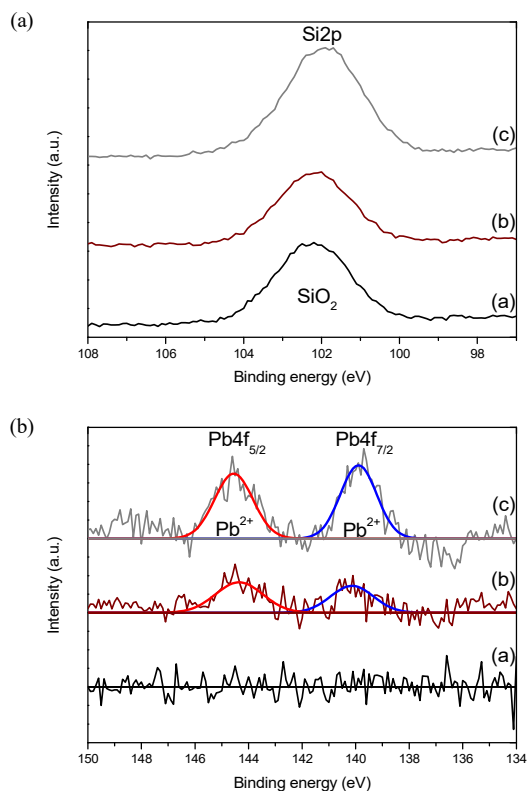 (a)
Si2p
(c)
(b)
SiO₂
(a)
Intensity (a.u.)
108 106 104 102 100 98
Binding energy (eV)
(b)
Pb4f₅/₂ Pb4f₇/₂
(c)
Pb²⁺ Pb²⁺
(b)
(a)
Intensity (a.u.)
150 148 146 144 142 140 138 136 134
Binding energy (eV)